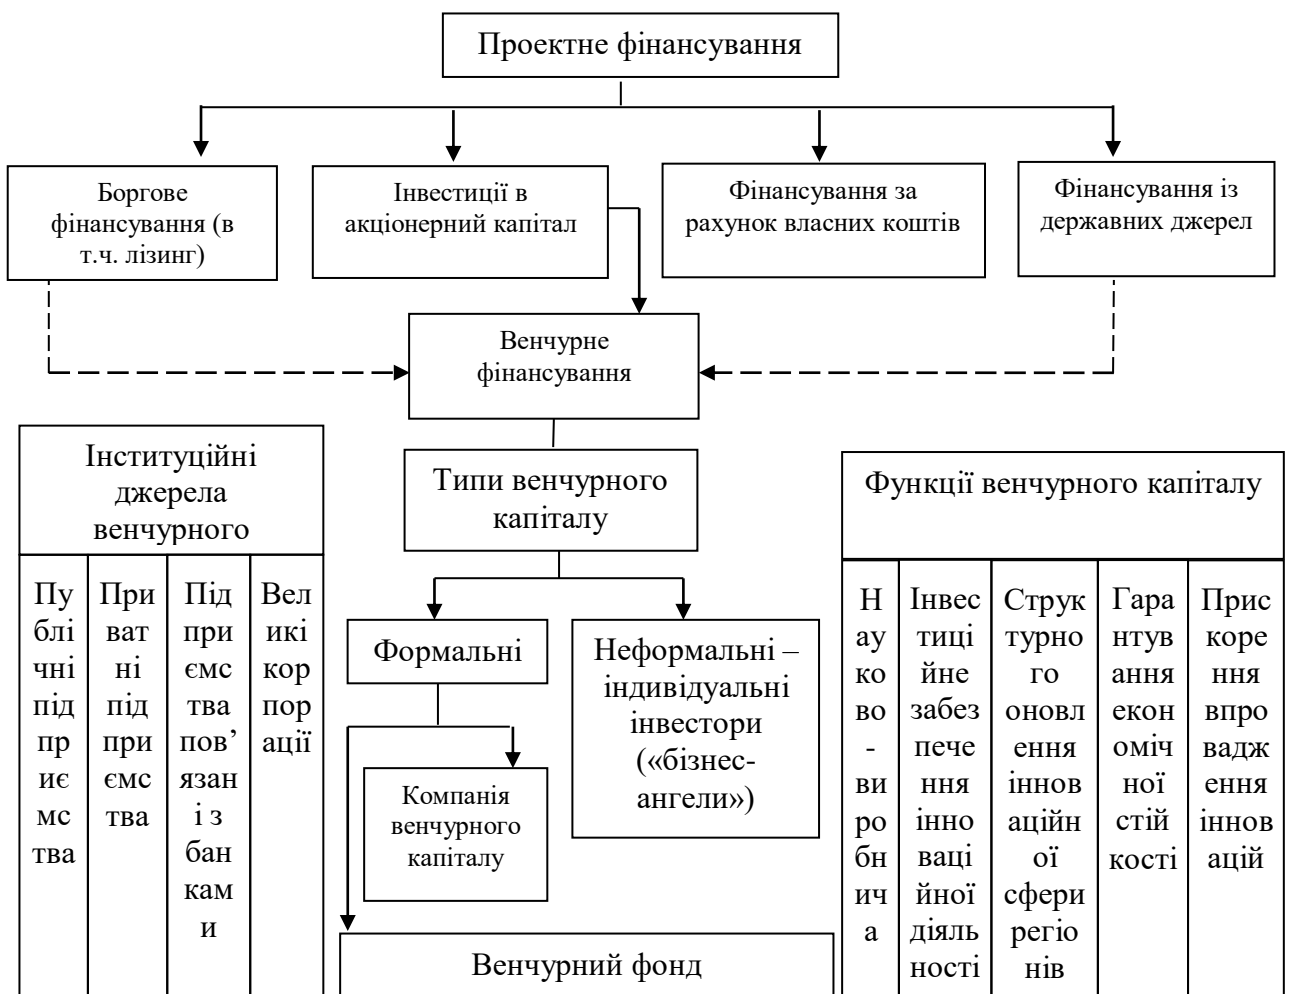 Проектне фінансування
Боргове
фінансування (в
т.ч. лізинг)
Інвестиції в
акціонерний капітал
Фінансування за
рахунок власних коштів
Фінансування із
державних джерел
Венчурне
фінансування
Інституційні
джерела
венчурного
Пу
блі
чні
під
пр
иє
мс
тва
При
ват
ні
під
при
ємс
тва
Під
при
ємс
тва
пов’
язан
і з
бан
кам
и
Вел
икі
кор
пор
ації
Типи венчурного
капіталу
Формальні
Неформальні –
індивідуальні
інвестори
(«бізнес-
ангели»)
Компанія
венчурного
капіталу
Венчурний фонд
Функції венчурного капіталу
Н
ау
ко
во
-
ви
ро
бн
ич
а
Інвес
тиці
йне
забез
пече
ння
інно
ваці
йної
діяль
ності
Струк
турно
го
оновл
ення
іннов
аційн
ої
сфери
регіо
нів
Гара
нтув
ання
екон
оміч
ної
стій
кості
Прис
коре
ння
впро
вадж
ення
іннов
ацій